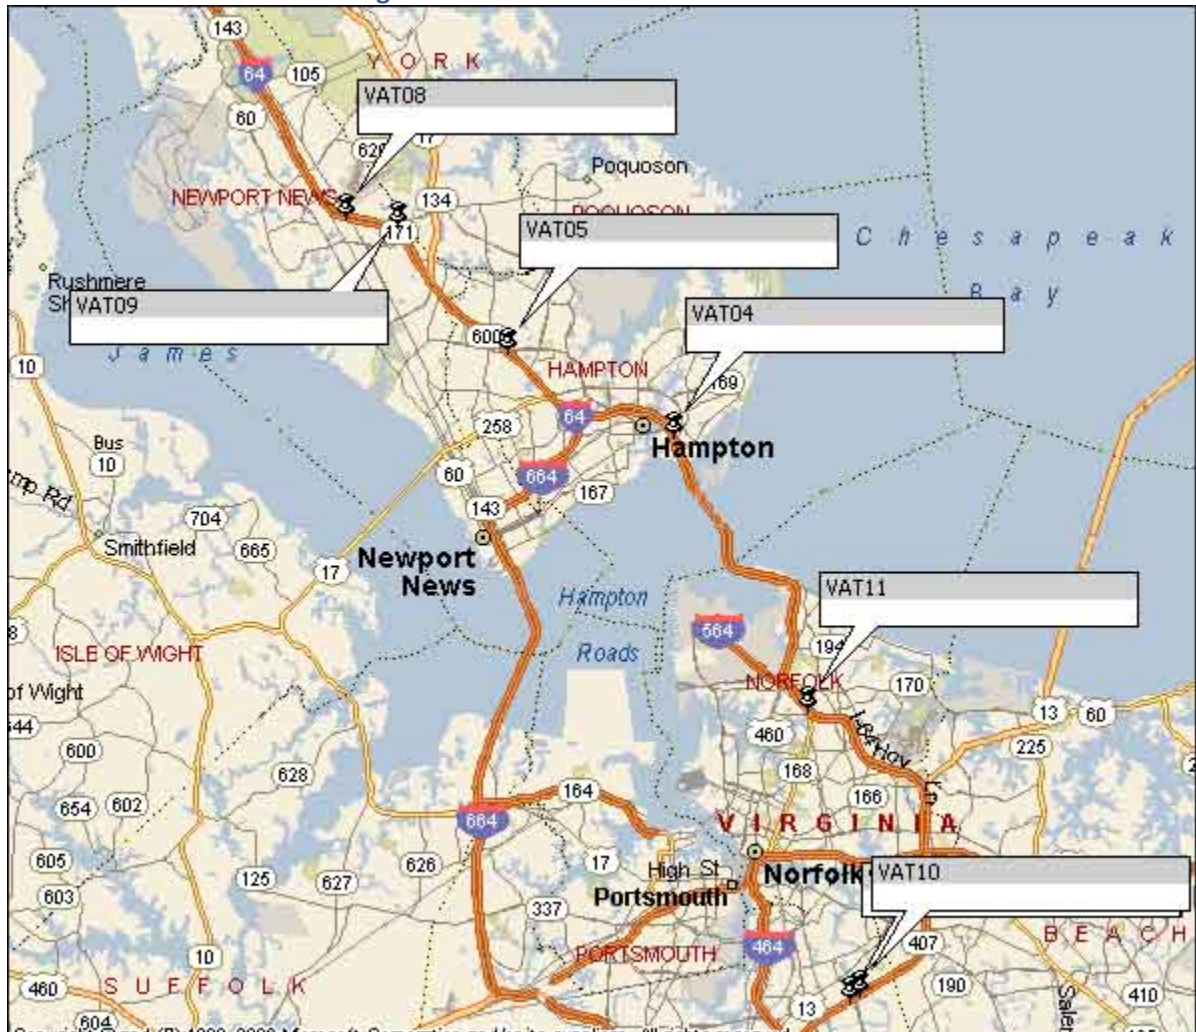 143
64
105
Y O R K
VAT08
60
17
Poquoson
NEWPORT NEWS
134
171
VAT05
C h e s a p e a k
B a y
Rushmere
VAT09
VAT04
J a m e s
600
10
HAMPTON
169
64
258
Hampton
Bus
10
60
664
167
143
Rd
704
Smithfield
665
17
Newport
News
Hampton
Roads
VAT11
564
194
ISLE OF WIGHT
NORFOLK
170
of Wight
13
60
460
225
600
628
168
654
602
164
166
664
V I R G I N I A
605
626
17
High St
Norfolk
VAT10
603
125
627
Portsmouth
337
464
407
B E A C H
10
PORTSMOUTH
190
460
S U F F O L K
13
410
604